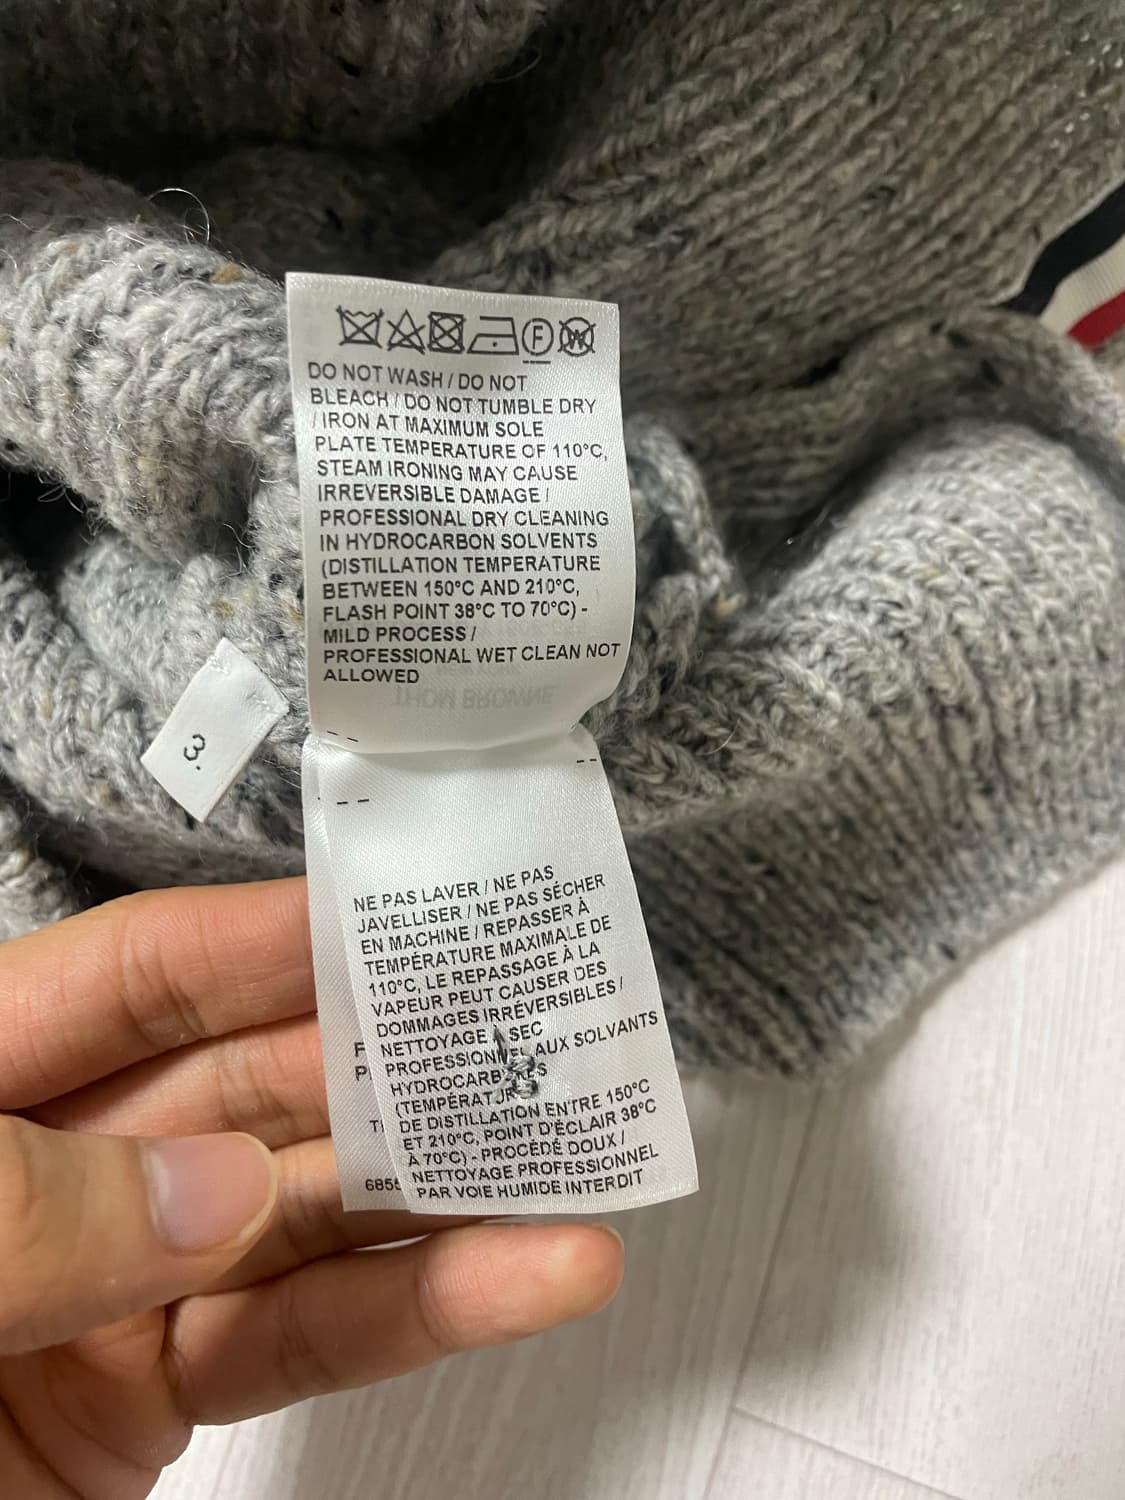 F
W
DO NOT WASH / DO NOT
BLEACH / DO NOT TUMBLE DRY
/ IRON AT MAXIMUM SOLE
PLATE TEMPERATURE OF 110°C,
STEAM IRONING MAY CAUSE
IRREVERSIBLE DAMAGE /
PROFESSIONAL DRY CLEANING
IN HYDROCARBON SOLVENTS
(DISTILLATION TEMPERATURE
BETWEEN 150°C AND 210°C,
FLASH POINT 38°C TO 70°C) -
MILD PROCESS /
PROFESSIONAL WET CLEAN NOT
ALLOWED
THOM BROWNE
3.
NE PAS LAVER / NE PAS
JAVELLISER / NE PAS SÉCHER
EN MACHINE / REPASSER À
TEMPÉRATURE MAXIMALE DE
110°C, LE REPASSAGE À LA
VAPEUR PEUT CAUSER DES
DOMMAGES IRRÉVERSIBLES /
NETTOYAGE SEC
PROFESSIONNEL AUX SOLVANTS
(TEMPÉRATUR
DE DISTILLATION ENTRE 150°C
ET 210°C, POINT D'ÉCLAIR 38°C
À 70°C) - PROCÉDÉ DOUX /
NETTOYAGE PROFESSIONNEL
PAR VOIE HUMIDE INTERDIT
F
P
T
685